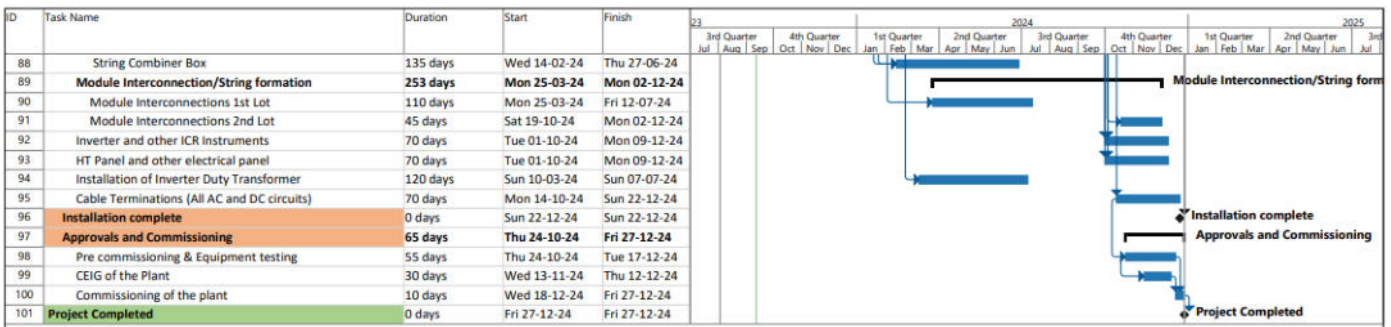 ID Task Name Duration Start Finish 23 2024 2025
3rd Quarter 4th Quarter 1st Quarter 2nd Quarter 3rd Quarter 4th Quarter 1st Quarter 2nd Quarter 3rd
Jul Aug Sep Oct Nov Dec Jan Feb Mar Apr May Jun Jul Aug Sep Oct Nov Dec Jan Feb Mar Apr May Jun Jul
88 String Combiner Box 135 days Wed 14-02-24 Thu 27-06-24
89 Module Interconnection/String formation 253 days Mon 25-03-24 Mon 02-12-24 Module Interconnection/String form
90 Module Interconnections 1st Lot 110 days Mon 25-03-24 Fri 12-07-24
91 Module Interconnections 2nd Lot 45 days Sat 19-10-24 Mon 02-12-24
92 Inverter and other ICR Instruments 70 days Tue 01-10-24 Mon 09-12-24
93 HT Panel and other electrical panel 70 days Tue 01-10-24 Mon 09-12-24
94 Installation of Inverter Duty Transformer 120 days Sun 10-03-24 Sun 07-07-24
95 Cable Terminations (All AC and DC circuits) 70 days Mon 14-10-24 Sun 22-12-24
96 Installation complete 0 days Sun 22-12-24 Sun 22-12-24 Installation complete
97 Approvals and Commissioning 65 days Thu 24-10-24 Fri 27-12-24 Approvals and Commissioning
98 Pre commissioning & Equipment testing 55 days Thu 24-10-24 Tue 17-12-24
99 CEIG of the Plant 30 days Wed 13-11-24 Thu 12-12-24
100 Commissioning of the plant 10 days Wed 18-12-24 Fri 27-12-24
101 Project Completed 0 days Fri 27-12-24 Fri 27-12-24 Project Completed